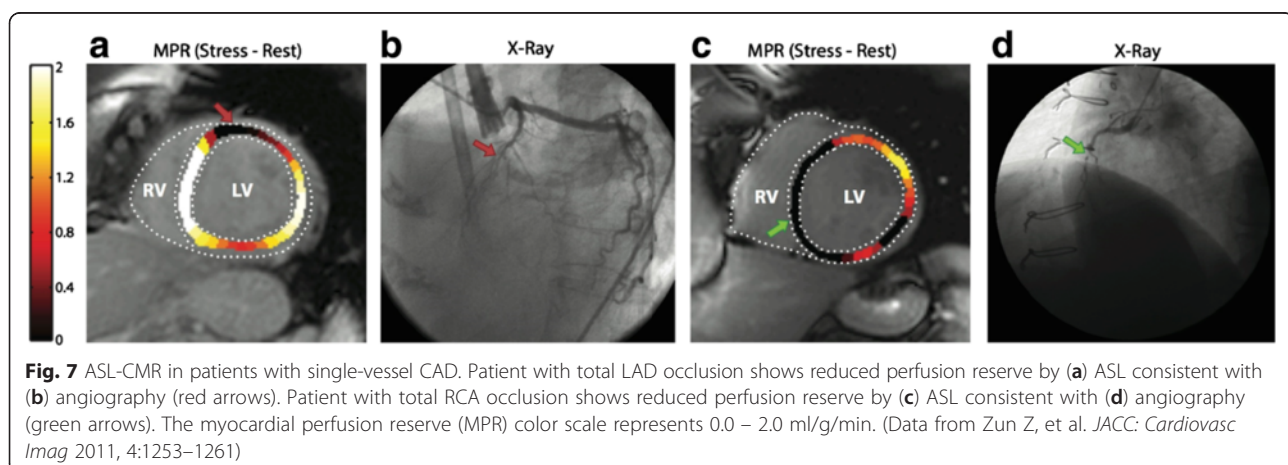 a b c d
MPR (Stress - Rest) X-Ray MPR (Stress - Rest) X-Ray
2
1.6
1.2
0.8
0.4
0
RV LV RV LV
Fig. 7 ASL-CMR in patients with single-vessel CAD. Patient with total LAD occlusion shows reduced perfusion reserve by (a) ASL consistent with
(b) angiography (red arrows). Patient with total RCA occlusion shows reduced perfusion reserve by (c) ASL consistent with (d) angiography
(green arrows). The myocardial perfusion reserve (MPR) color scale represents 0.0 – 2.0 ml/g/min. (Data from Zun Z, et al. JACC: Cardiovasc
Imag 2011, 4:1253–1261)